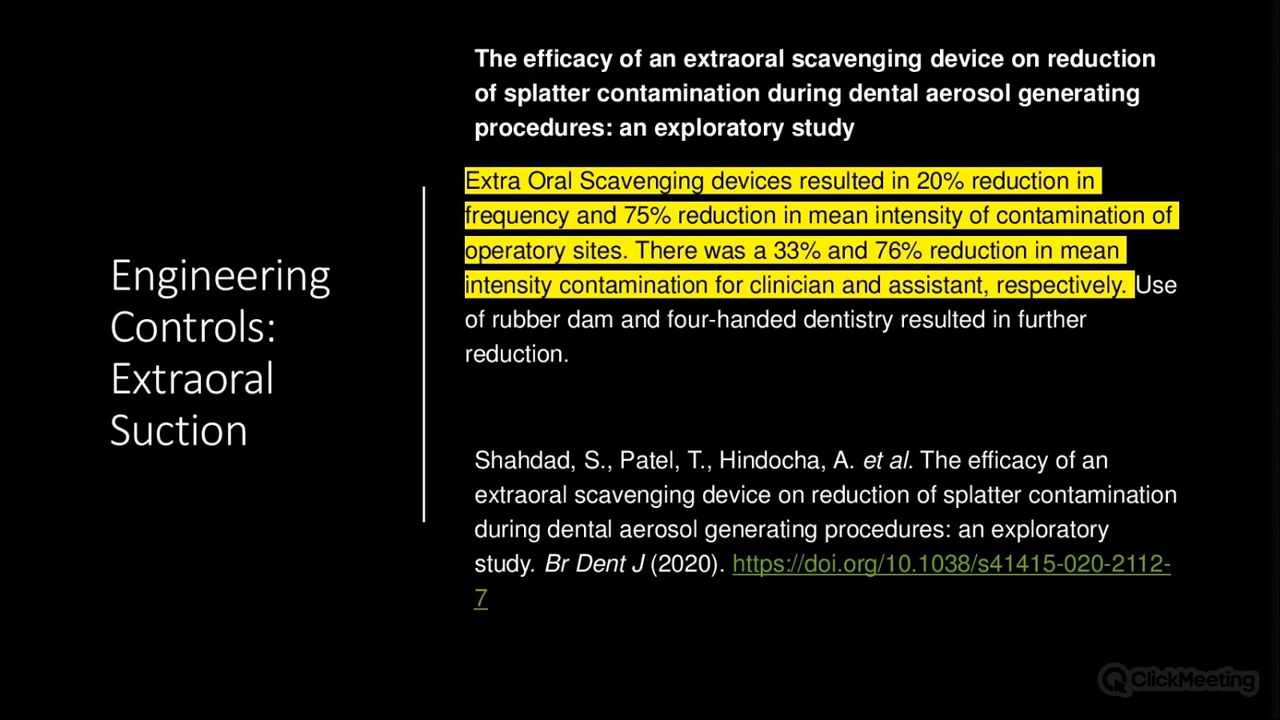 Engineering
Controls:
Extraoral
Suction
The efficacy of an extraoral scavenging device on reduction
of splatter contamination during dental aerosol generating
procedures: an exploratory study
Extra Oral Scavenging devices resulted in 20% reduction in
frequency and 75% reduction in mean intensity of contamination of
operatory sites. There was a 33% and 76% reduction in mean
intensity contamination for clinician and assistant, respectively. Use
of rubber dam and four-handed dentistry resulted in further
reduction.
Shahdad, S., Patel, T., Hindocha, A. et al. The efficacy of an
extraoral scavenging device on reduction of splatter contamination
during dental aerosol generating procedures: an exploratory
study. Br Dent J (2020). https://doi.org/10.1038/s41415-020-2112-
7
ClickMeeting